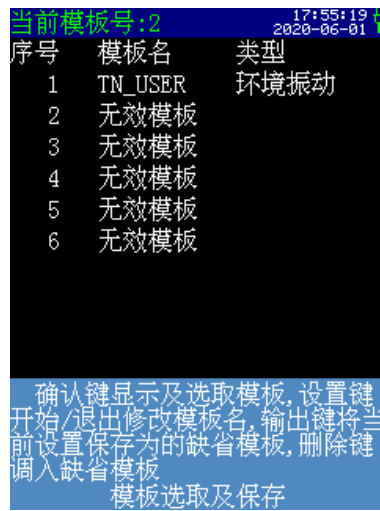 当前模板号:2 17:55:19
2020-06-01
序号 模板名 类型
1 TN_USER 环境振动
2 无效模板
3 无效模板
4 无效模板
5 无效模板
6 无效模板
确认键显示及选取模板,设置键
开始/退出修改模板名,输出键将当
前设置保存为的缺省模板,删除键
调入缺省模板
模板选取及保存